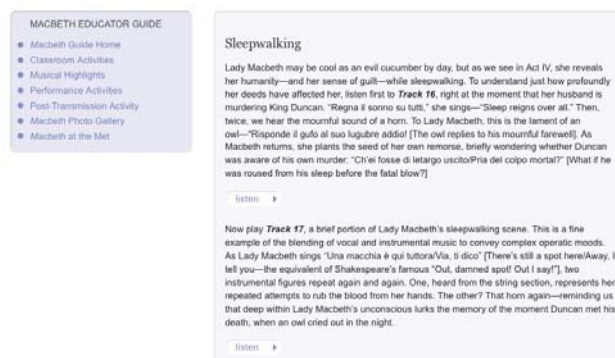 MACBETH EDUCATOR GUIDE
Macbeth Guide Home
Classroom Activities
Musical Highlights
Performance Activities
Post-Transmission Activity
Macbeth Photo Gallery
Macbeth at the Met
Sleepwalking
Lady Macbeth may be cool as an evil cucumber by day, but as we see in Act IV, she reveals
her humanity—and her sense of guilt—while sleepwalking. To understand just how profoundly
her deeds have affected her, listen first to Track 16, right at the moment that her husband is
murdering King Duncan. "Regna il sonno su tutti," she sings—"Sleep reigns over all." Then,
twice, we hear the mournful sound of a horn. To Lady Macbeth, this is the lament of an
owl—"Risponde il gufo al suo lugubre addio! [The owl replies to his mournful farewell]. As
Macbeth returns, she plants the seed of her own remorse, briefly wondering whether Duncan
was aware of his own murder: "Ch'ei fosse di letargo uscito/Pria del colpo mortal?" [What if he
was roused from his sleep before the fatal blow?]
listen
Now play Track 17, a brief portion of Lady Macbeth's sleepwalking scene. This is a fine
example of the blending of vocal and instrumental music to convey complex operatic moods.
As Lady Macbeth sings "Una macchia è qui tuttora/Via, ti dico" [There's still a spot here/Away, I
tell you—the equivalent of Shakespeare's famous "Out, damned spot! Out I say!"], two
instrumental figures repeat again and again. One, heard from the string section, represents her
repeated attempts to rub the blood from her hands. The other? That horn again—reminding us
that deep within Lady Macbeth's unconscious lurks the memory of the moment Duncan met his
death, when an owl cried out in the night.
listen